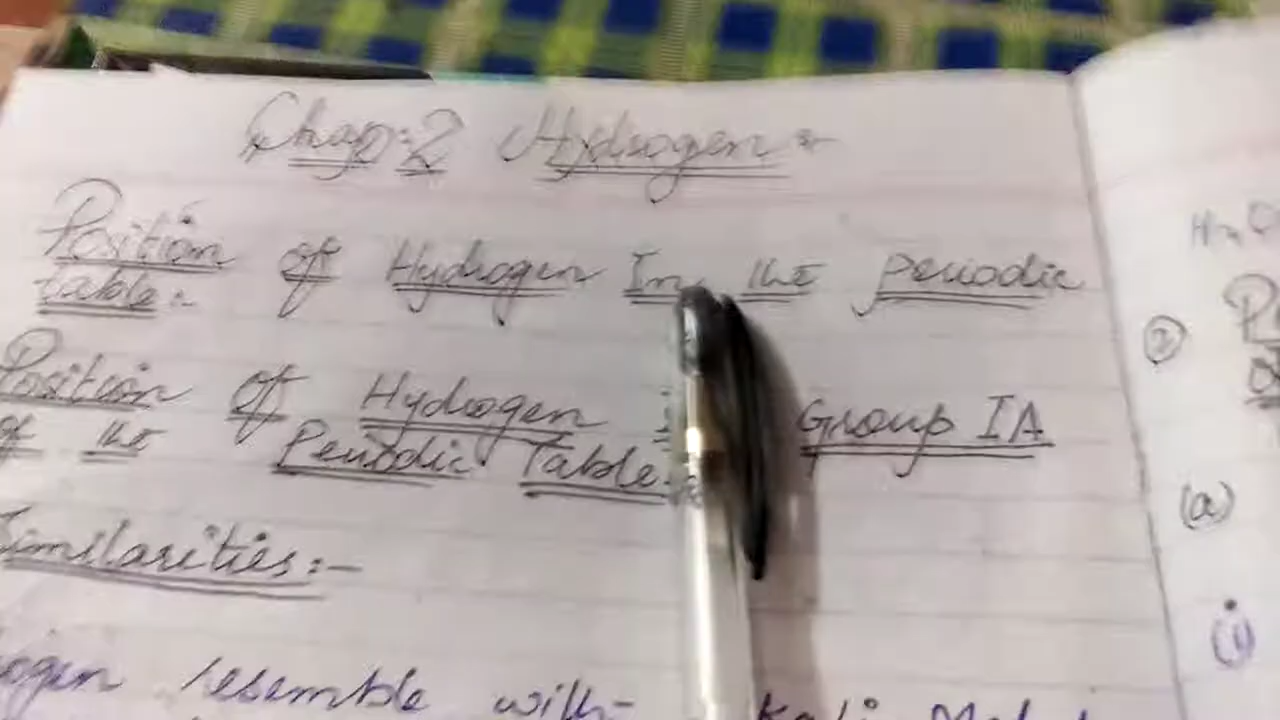 Chap:2 Hydrogen
Position of Hydrogen In the periodic
table:-
Position of Hydrogen Group IA
of the Periodic Table
Similarities:-
resemble with
(2)
(a)
(i)